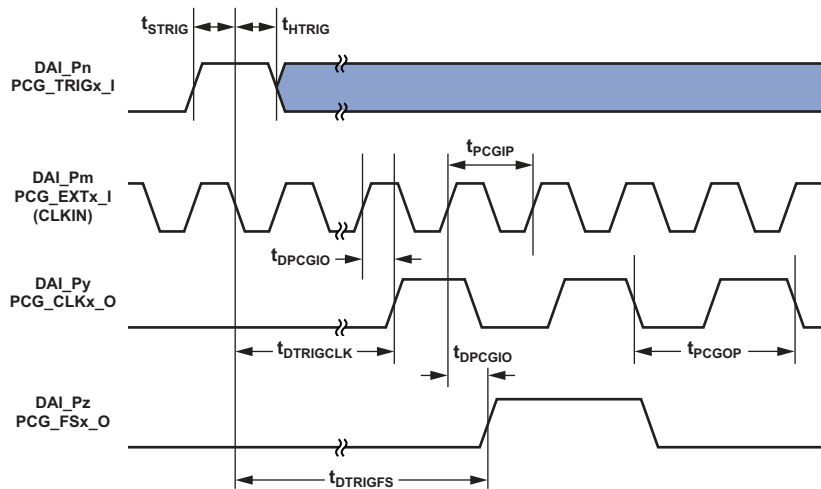 tSTRIG
tHTRIG
DAI_Pn
PCG_TRIGx_I
DAI_Pm
PCG_EXTx_I
(CLKIN)
tPCGIP
tDPCGIO
DAI_Py
PCG_CLKx_O
tDTRIGCLK
tDPCGIO
tPCGOP
DAI_Pz
PCG_FSx_O
tDTRIGFS